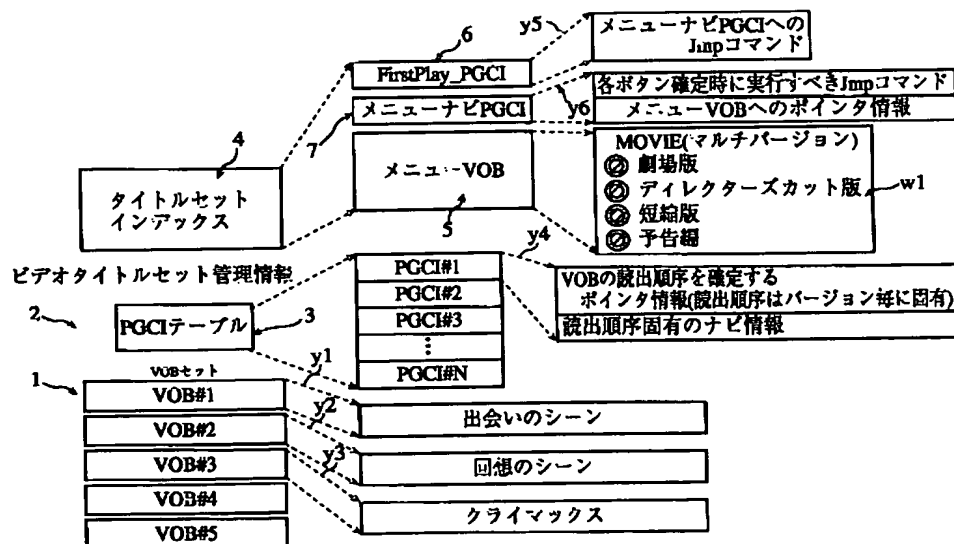 y5
メニューナビPGCIへの
Jmpコマンド
6
FirstPlay_PGCI
各ボタン確定時に実行すべきJmpコマンド
y6
メニューVOBへのポインタ情報
7
メニューナビPGCI
4
メニューVOB
5
MOVIE(マルチバージョン)
劇場版
ディレクターズカット版
短縮版
予告編
w1
タイトルセット
インデックス
y4
ビデオタイトルセット管理情報
PGCI#1
PGCI#2
PGCI#3
PGCI#N
VOBの読出順序を確定する
ポインタ情報(読出順序はバージョン毎に固有)
読出順序固有のナビ情報
2
PGCIテーブル
3
y1
1
VOBセット
VOB#1
VOB#2
VOB#3
VOB#4
VOB#5
y2
y3
出会いのシーン
回想のシーン
クライマックス